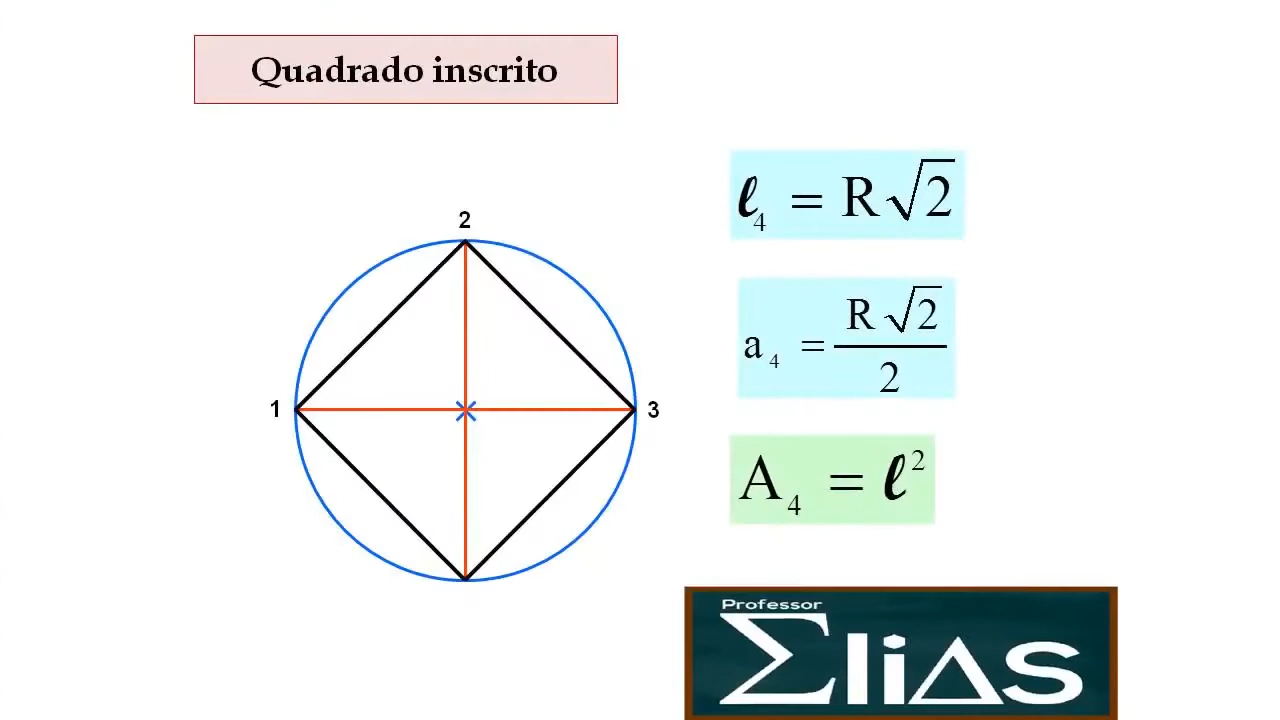 Quadrado inscrito
2
1
3
ℓ₄ = R√2
a₄ = R√2/2
A₄ = ℓ²
Professor
ΣliΔs